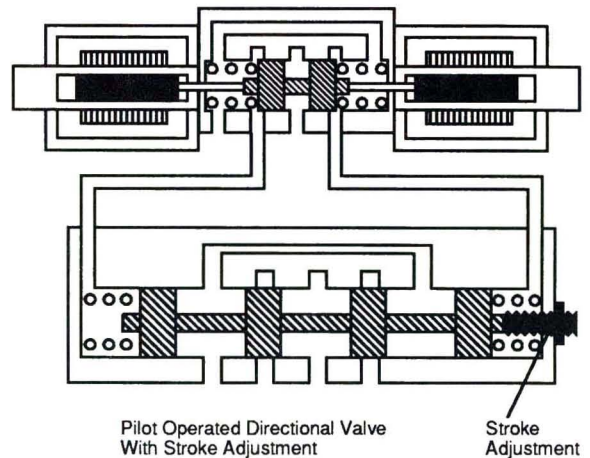 Pilot Operated Directional Valve
With Stroke Adjustment
Stroke
Adjustment